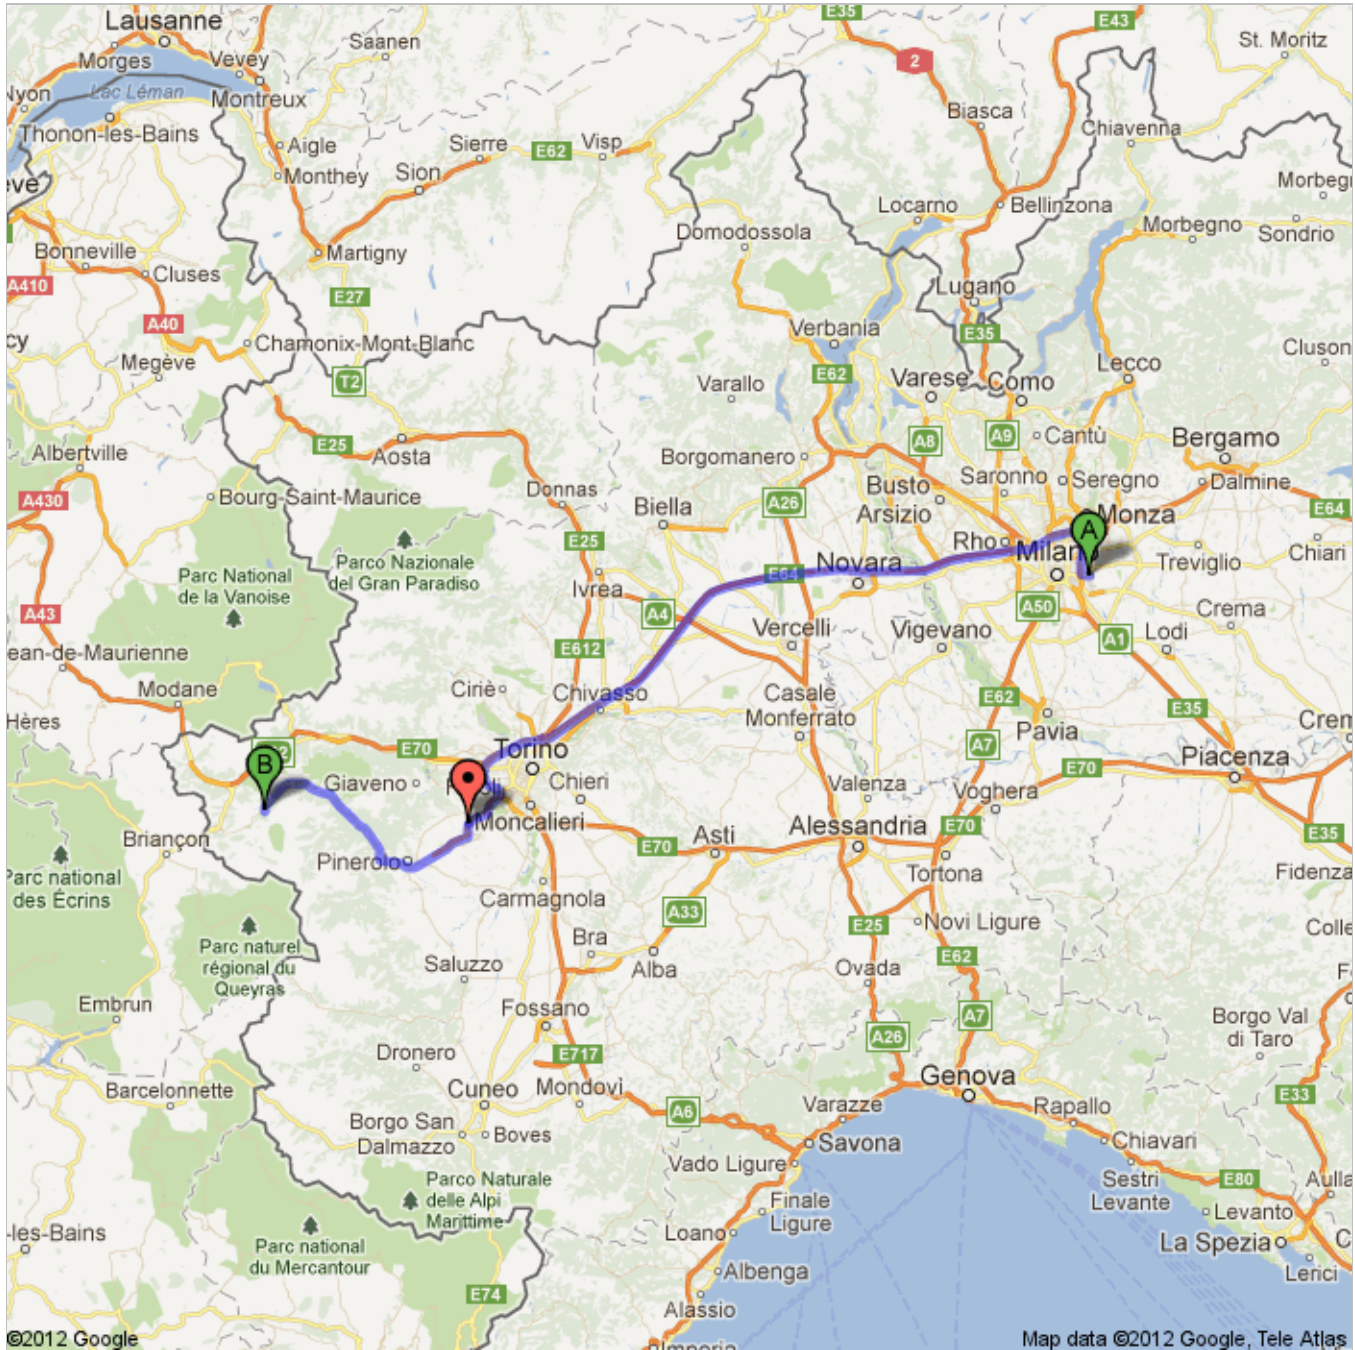 Lausanne
E35
E43
Morges
Vevey
Saanen
2
St. Moritz
Nyon
Lac Léman
Montreux
Biasca
Chiavenna
Thonon-les-Bains
Aigle
Sierre
E62
Visp
Monthey
Sion
Locarno
Bellinzona
Morbegno
Sondrio
Bonneville
Cluses
Martigny
Domodossola
A410
E27
Lugano
A40
Chamonix-Mont-Blanc
Verbania
E35
Megève
T2
E62
Varese
Como
Lecco
Varallo
E25
Aosta
A8
A9
Cantù
Bergamo
Albertville
Borgomanero
Saronno
Seregno
Dalmine
A430
Bourg-Saint-Maurice
Donnas
Biella
A26
Busto
Arsizio
E64
Monza
A
Parco Nazionale
del Gran Paradiso
E25
Rho
Milano
Treviglio
Chiari
Parc National
de la Vanoise
Ivrea
E64
Novara
A43
A4
Vercelli
Vigevano
A50
A1
Lodi
Crema
ean-de-Maurienne
E612
Modane
Ciriè
Chivasso
Casale
Monferrato
E62
Pavia
E35
Hères
Torino
E70
A7
Piacenza
B
Giaveno
Chieri
Valenza
Voghera
E70
Briançon
Moncalieri
Asti
Alessandria
E70
E35
Pinerolo
E70
Tortona
Fidenza
Parc national
des Écrins
Carmagnola
A33
E25
Novi Ligure
Parc naturel
régional du
Queyras
Bra
Alba
E62
Saluzzo
Ovada
Embrun
Fossano
A7
Borgo Val
di Taro
Dronero
E717
A26
Barcelonnette
Cuneo
Mondovì
Genova
E33
Borgo San
Dalmazzo
Boves
A6
Varazze
Rapallo
Savona
Chiavari
Vado Ligure
Parco Naturale
delle Alpi
Marittime
Sestri
Levante
E80
Aulla
Finale
Ligure
Levanto
-les-Bains
Parc national
du Mercantour
Loano
La Spezia
Albenga
Lerici
E74
Alassio
©2012 Google
Map data ©2012 Google, Tele Atlas